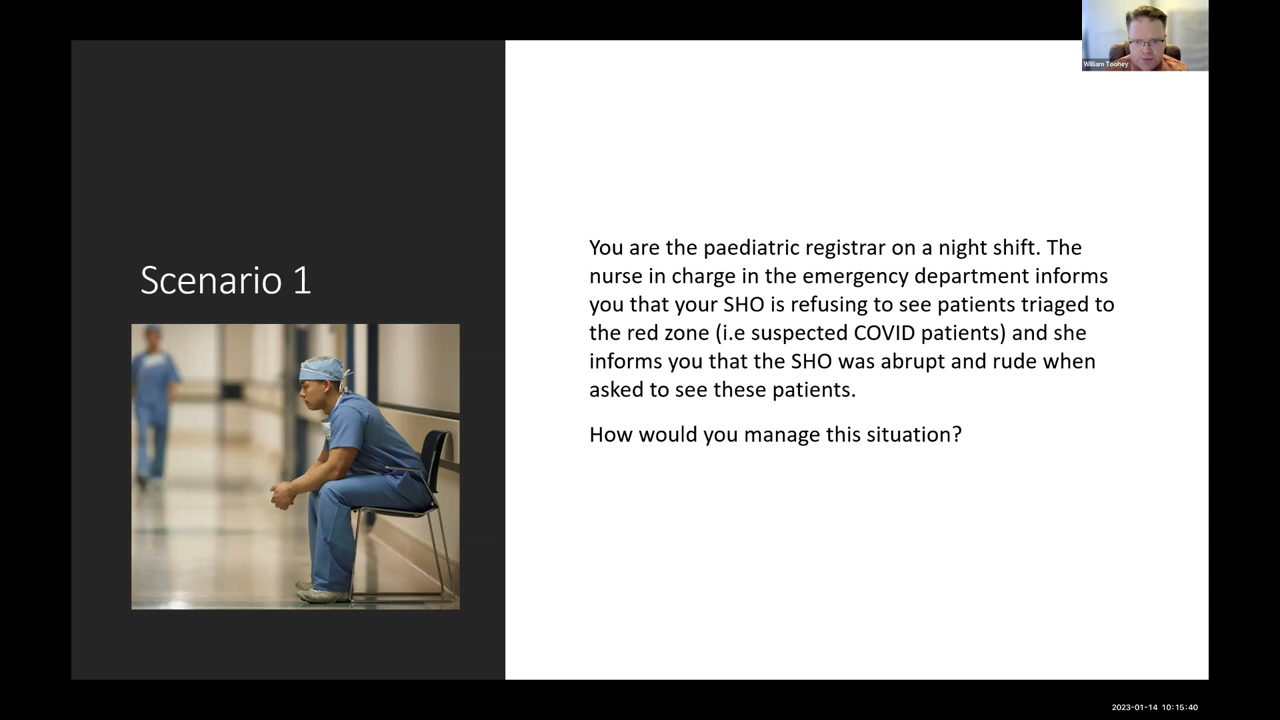 William Toohey
Scenario 1
You are the paediatric registrar on a night shift. The
nurse in charge in the emergency department informs
you that your SHO is refusing to see patients triaged to
the red zone (i.e suspected COVID patients) and she
informs you that the SHO was abrupt and rude when
asked to see these patients.
How would you manage this situation?
2023-01-14 10:15:40